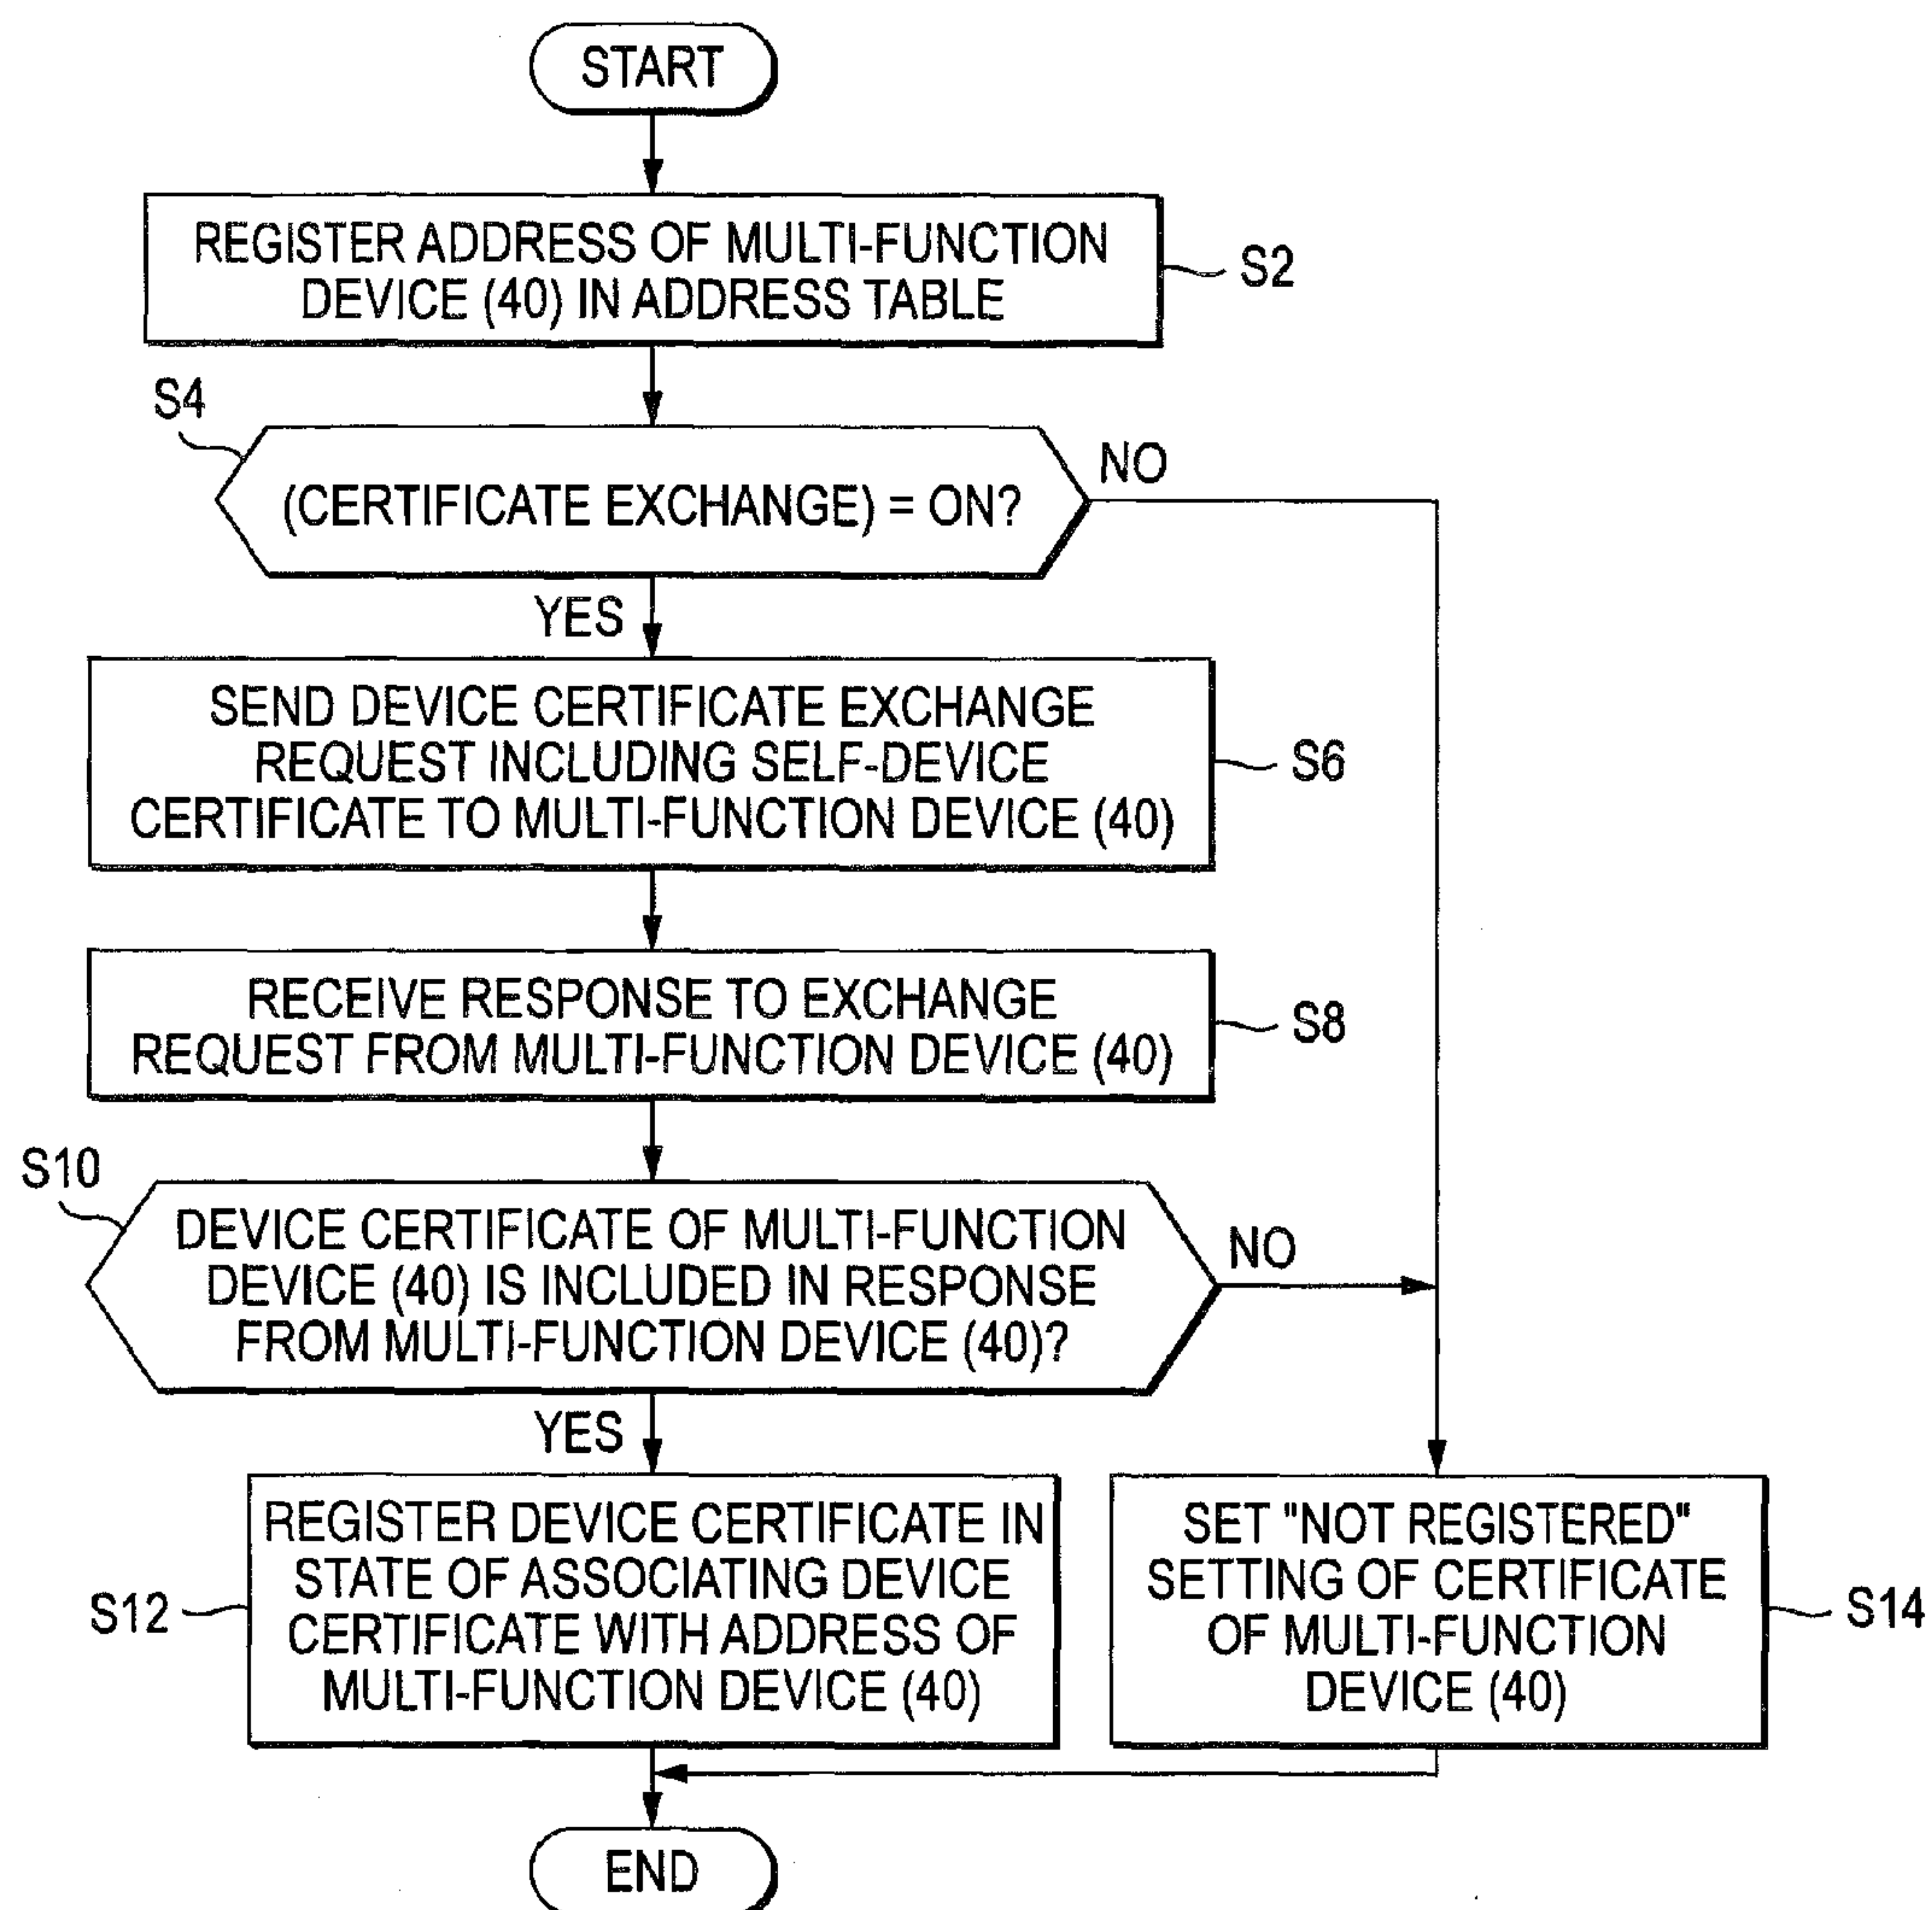 START
REGISTER ADDRESS OF MULTI-FUNCTION
DEVICE (40) IN ADDRESS TABLE
S2
S4
(CERTIFICATE EXCHANGE) = ON?
NO
YES
SEND DEVICE CERTIFICATE EXCHANGE
REQUEST INCLUDING SELF-DEVICE
CERTIFICATE TO MULTI-FUNCTION DEVICE (40)
S6
RECEIVE RESPONSE TO EXCHANGE
REQUEST FROM MULTI-FUNCTION DEVICE (40)
S8
S10
DEVICE CERTIFICATE OF MULTI-FUNCTION
DEVICE (40) IS INCLUDED IN RESPONSE
FROM MULTI-FUNCTION DEVICE (40)?
NO
YES
REGISTER DEVICE CERTIFICATE IN
STATE OF ASSOCIATING DEVICE
CERTIFICATE WITH ADDRESS OF
MULTI-FUNCTION DEVICE (40)
S12
SET "NOT REGISTERED"
SETTING OF CERTIFICATE
OF MULTI-FUNCTION
DEVICE (40)
S14
END